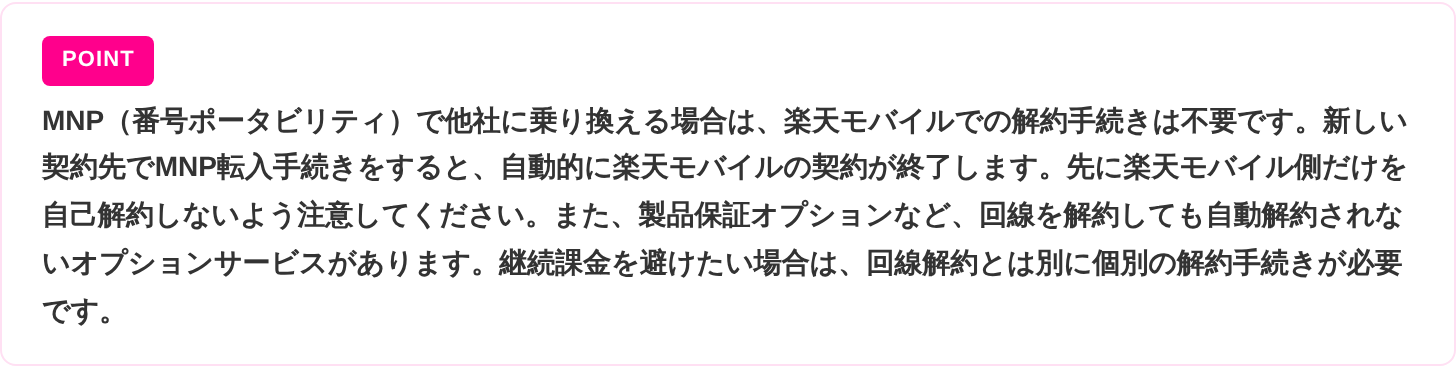 POINT
MNP（番号ポータビリティ）で他社に乗り換える場合は、楽天モバイルでの解約手続きは不要です。新しい
契約先でMNP転入手続きをすると、自動的に楽天モバイルの契約が終了します。先に楽天モバイル側だけを
自己解約しないよう注意してください。また、製品保証オプションなど、回線を解約しても自動解約されな
いオプションサービスがあります。継続課金を避けたい場合は、回線解約とは別に個別の解約手続きが必要
です。